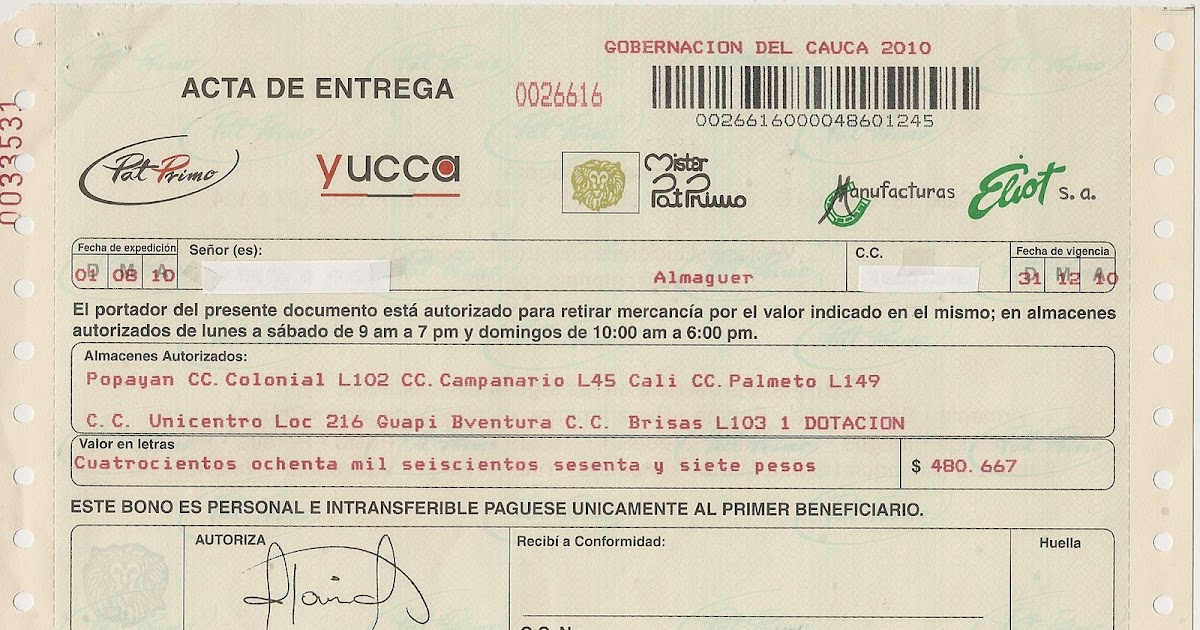 GOBERNACION DEL CAUCA 2010
ACTA DE ENTREGA 0026616
0026616000048601245
0033531
Pat Primo yucca Mister Pat Primo Manufacturas Eliot s.a.
Fecha de expedición Señor (es): C.C. Fecha de vigencia
D M A D M A
01 08 10 Almaguer 31 12 10
El portador del presente documento está autorizado para retirar mercancía por el valor indicado en el mismo; en almacenes
autorizados de lunes a sábado de 9 am a 7 pm y domingos de 10:00 am a 6:00 pm.
Almacenes Autorizados:
Popayan CC. Colonial L102 CC. Campanario L45 Cali CC. Palmeto L149
C.C. Unicentro Loc 216 Guapi Bventura C.C. Brisas L103 1 DOTACION
Valor en letras
Cuatrocientos ochenta mil seiscientos sesenta y siete pesos $ 480.667
ESTE BONO ES PERSONAL E INTRANSFERIBLE PAGUESE UNICAMENTE AL PRIMER BENEFICIARIO.
AUTORIZA Recibí a Conformidad: Huella